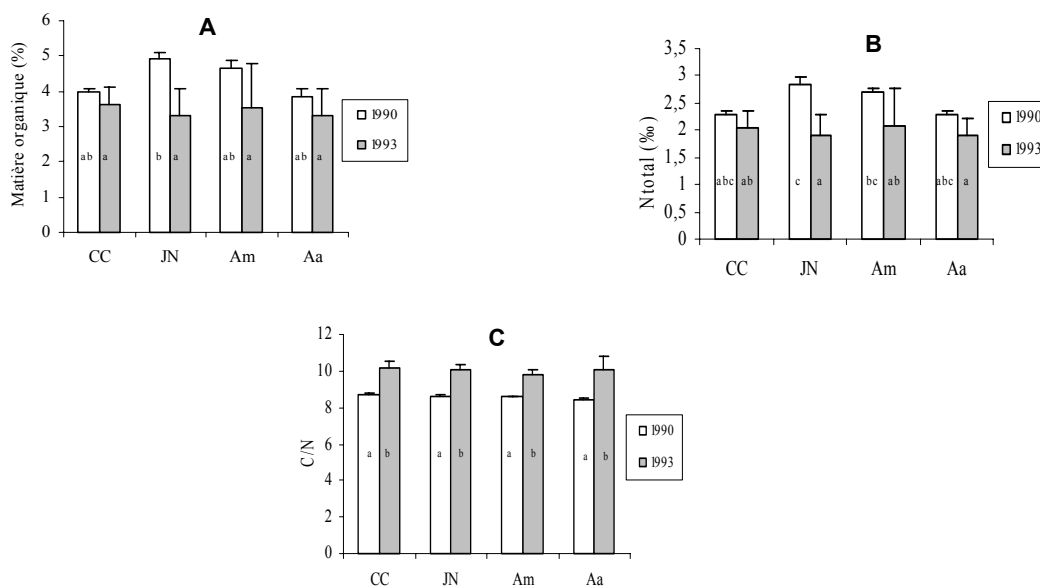 A
Matière organique (%)
6
5
4
3
2
1
0
ab a b a ab a ab a
CC JN Am Aa
1990
1993
B
Ntotal (‰)
3,5
3
2,5
2
1,5
1
0,5
0
abc ab c a bc ab abc a
CC JN Am Aa
1990
1993
C
C/N
12
10
8
6
4
2
0
a b a b a b a b
CC JN Am Aa
1990
1993